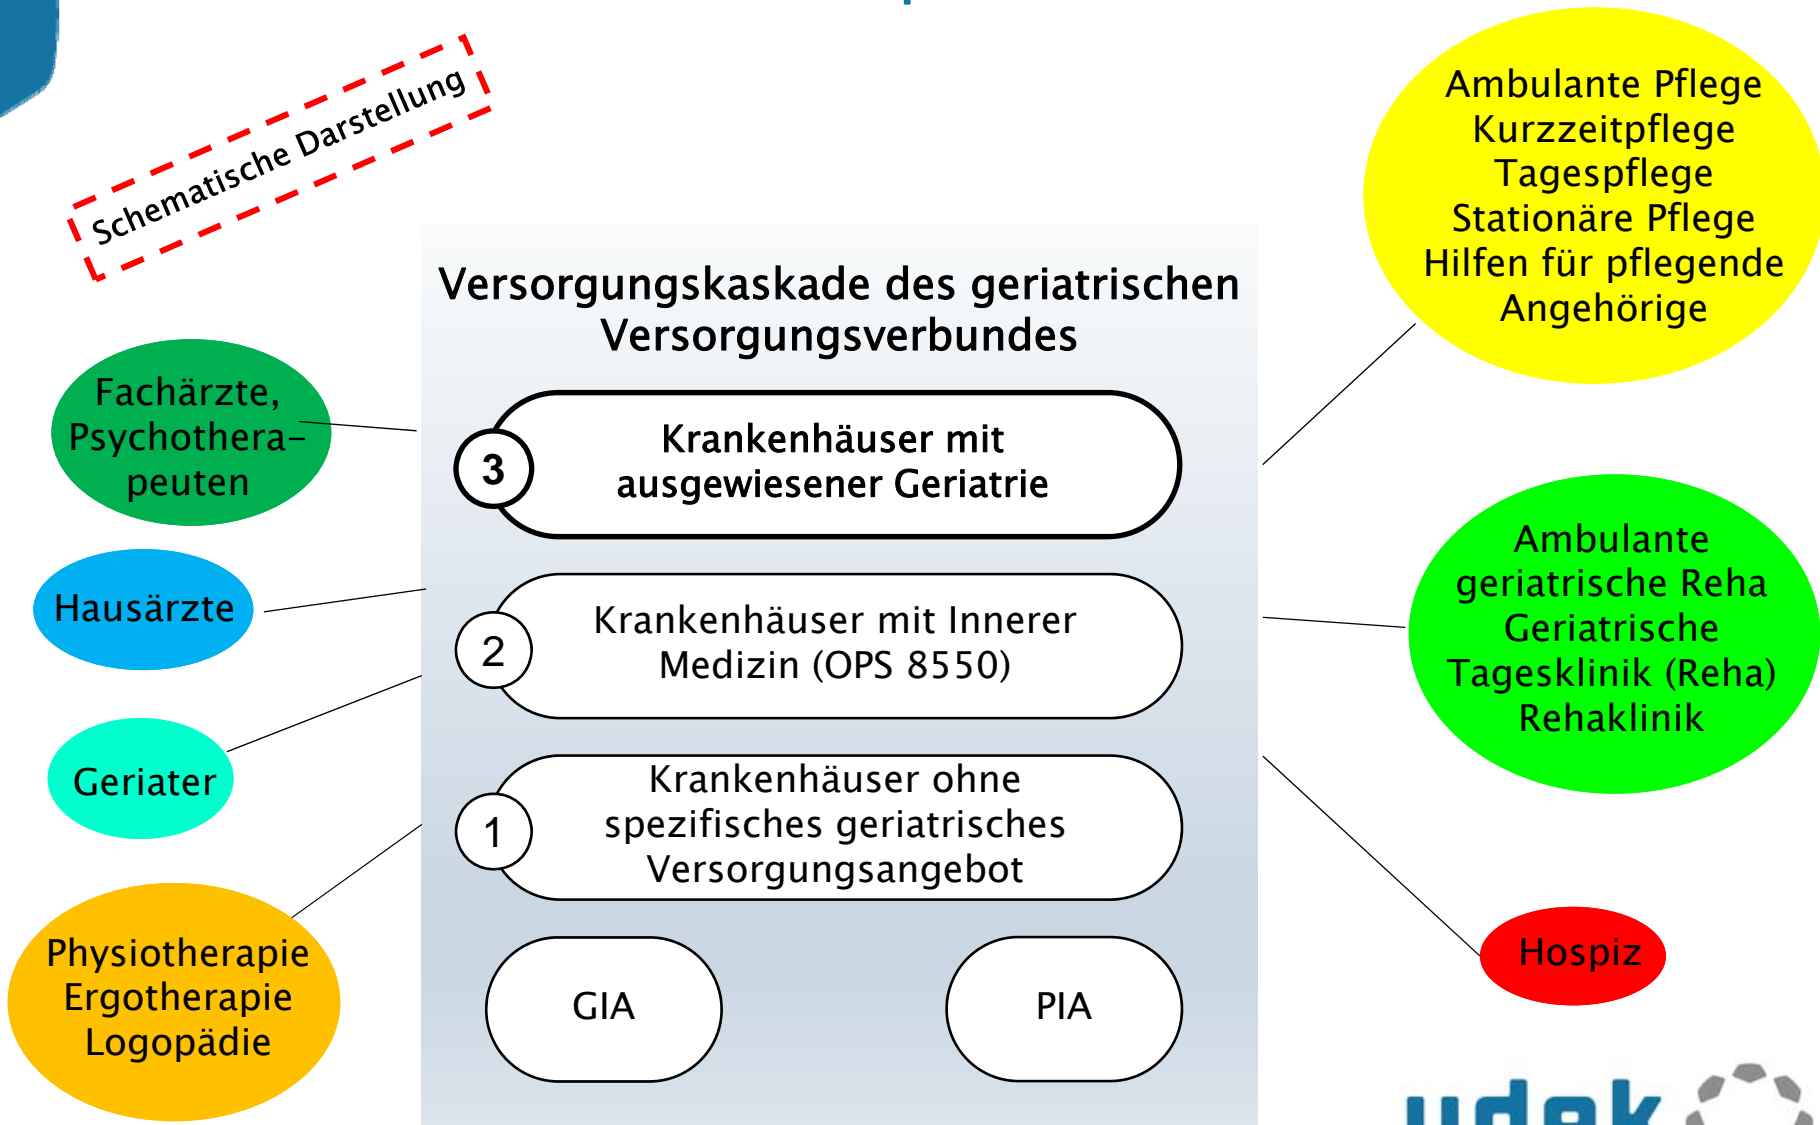 Schematische Darstellung
Ambulante Pflege
Kurzzeitpflege
Tagespflege
Stationäre Pflege
Hilfen für pflegende
Angehörige
Versorgungskaskade des geriatrischen
Versorgungsverbundes
Fachärzte,
Psychothera-
peuten
3
Krankenhäuser mit
ausgewiesener Geriatrie
Hausärzte
2
Krankenhäuser mit Innerer
Medizin (OPS 8550)
Ambulante
geriatrische Reha
Geriatrische
Tagesklinik (Reha)
Rehaklinik
Geriater
1
Krankenhäuser ohne
spezifisches geriatrisches
Versorgungsangebot
Physiotherapie
Ergotherapie
Logopädie
GIA
PIA
Hospiz
vdek